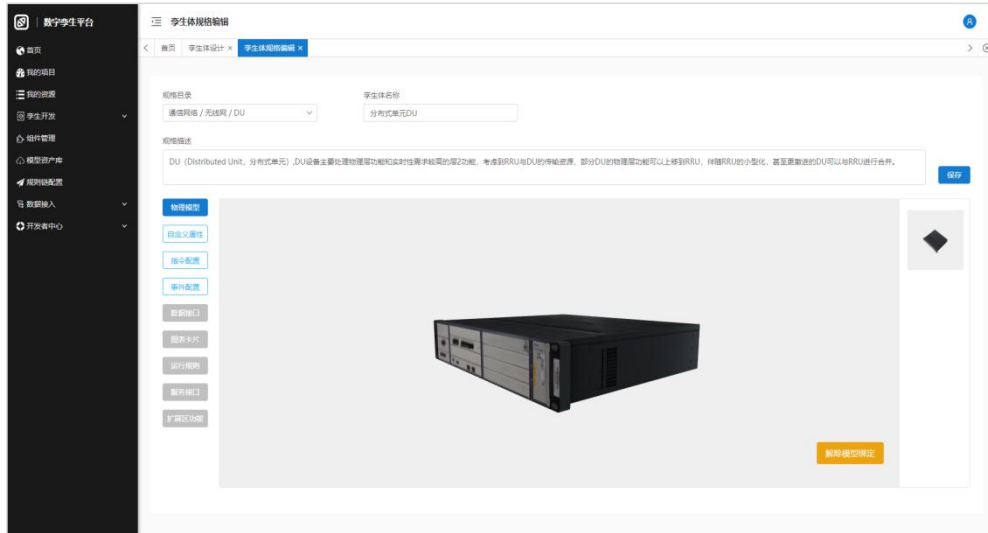 数字孪生平台
孪生体规格编辑
首页
孪生体设计 ×
孪生体规格编辑 ×
首页
我的项目
我的资源
孪生开发
组件管理
模型资产库
规则链配置
数据接入
开发者中心
规格目录
孪生体名称
通信网络 / 无线网 / DU
分布式单元DU
规格描述
DU（Distributed Unit，分布式单元）,DU设备主要处理物理层功能和实时性需求较高的层2功能，考虑到RRU与DU的传输资源，部分DU的物理层功能可以上移到RRU，伴随RRU的小型化，甚至更激进的DU可以与RRU进行合并。
保存
物理模型
自定义属性
指令配置
事件配置
数据接口
图表卡片
运行规则
服务接口
扩展区功能
解除模型绑定